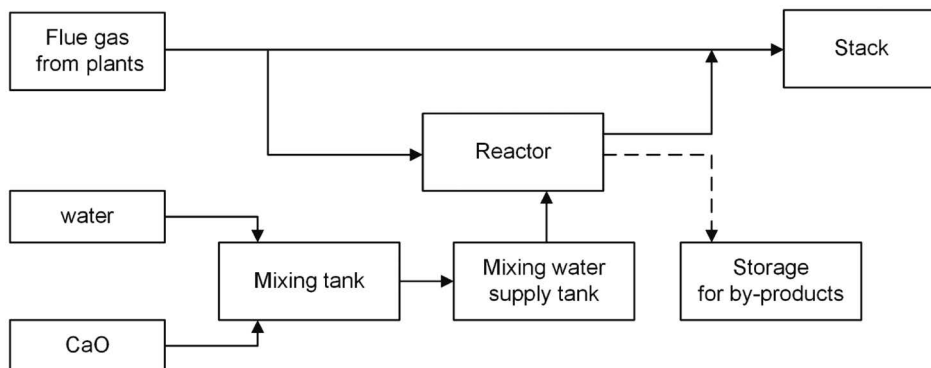 Flue gas
from plants
Stack
Reactor
water
Mixing tank
Mixing water
supply tank
Storage
for by-products
CaO